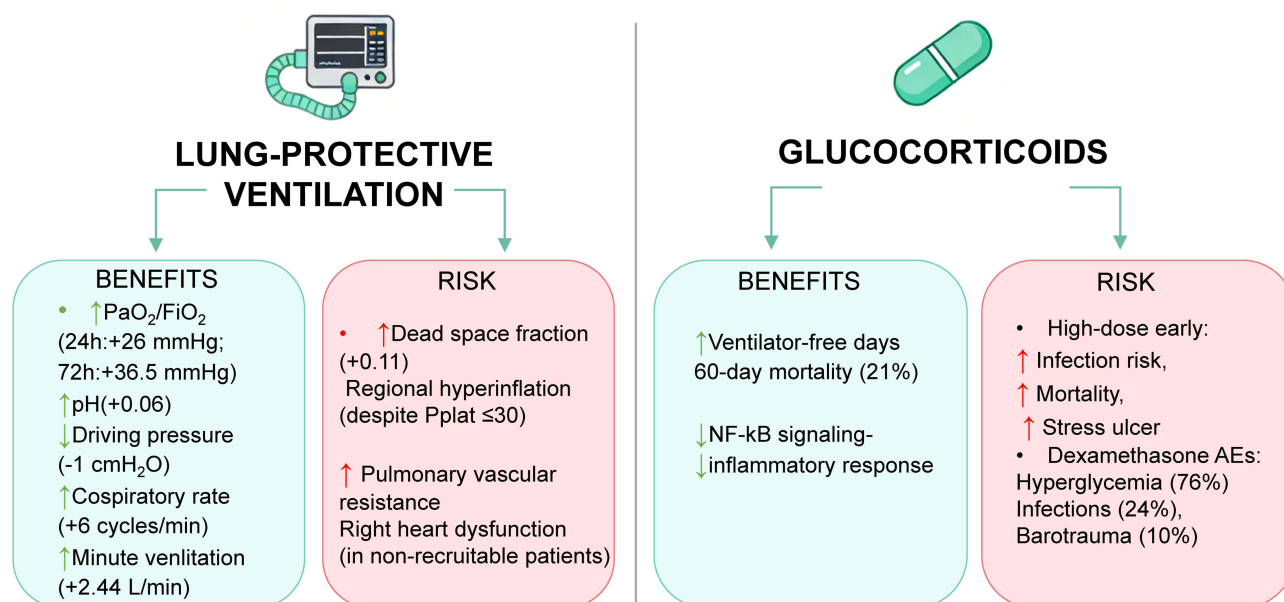 LUNG-PROTECTIVE
VENTILATION
BENEFITS
• ↑PaO₂/FiO₂
(24h:+26 mmHg;
72h:+36.5 mmHg)
↑pH(+0.06)
↓Driving pressure
(-1 cmH₂O)
↑Cospiratory rate
(+6 cycles/min)
↑Minute venlitation
(+2.44 L/min)
RISK
• ↑Dead space fraction
(+0.11)
Regional hyperinflation
(despite Pplat ≤30)
↑ Pulmonary vascular
resistance
Right heart dysfunction
(in non-recruitable patients)
GLUCOCORTICOIDS
BENEFITS
↑Ventilator-free days
60-day mortality (21%)
↓NF-kB signaling-
↓inflammatory response
RISK
• High-dose early:
↑ Infection risk,
↑ Mortality,
↑ Stress ulcer
• Dexamethasone AEs:
Hyperglycemia (76%)
Infections (24%),
Barotrauma (10%)